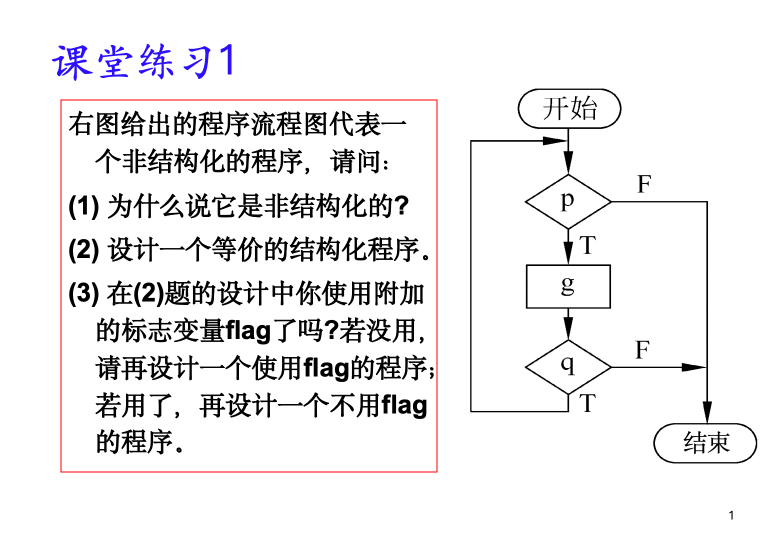 课堂练习1
右图给出的程序流程图代表一
个非结构化的程序，请问：
(1) 为什么说它是非结构化的?
(2) 设计一个等价的结构化程序。
(3) 在(2)题的设计中你使用附加
的标志变量flag了吗?若没用，
请再设计一个使用flag的程序；
若用了，再设计一个不用flag
的程序。
开始
p
F
T
g
q
F
T
结束
1